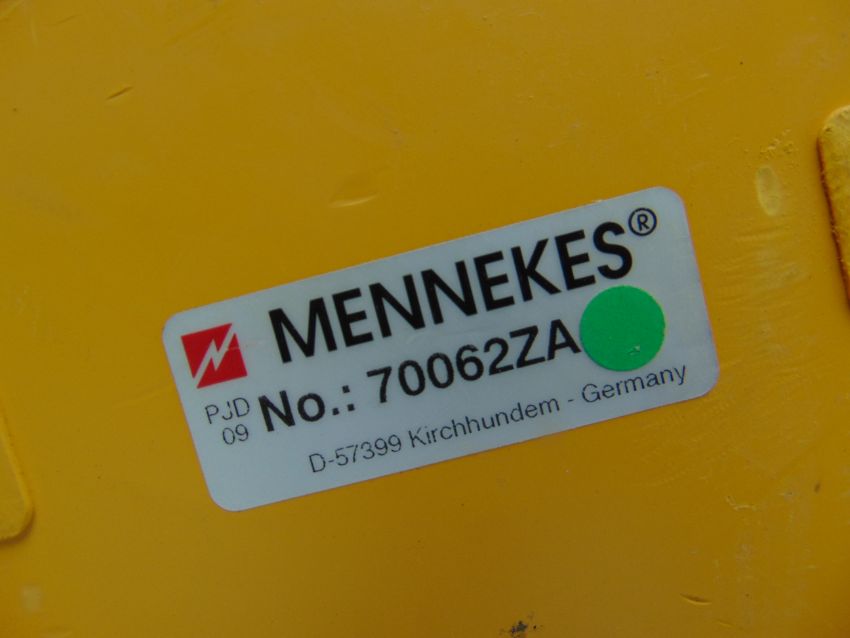 MENNEKES®
PJD No.: 70062ZA
09
D-57399 Kirchhundem - Germany